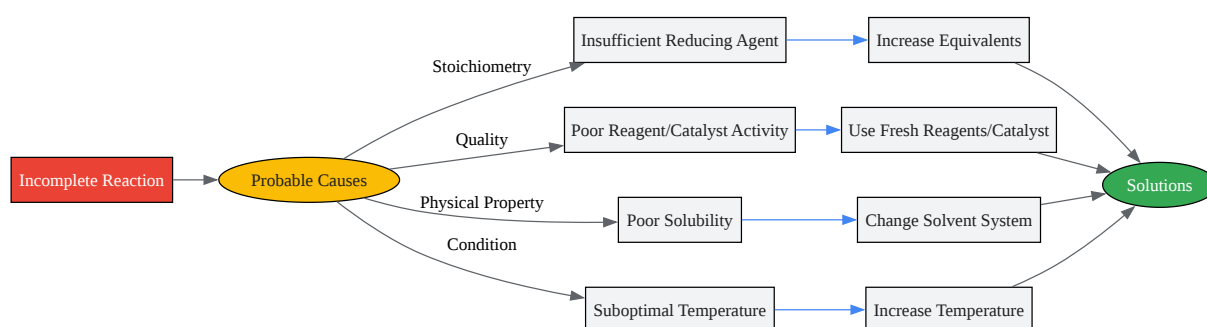 Incomplete Reaction
Probable Causes
Stoichiometry
Insufficient Reducing Agent
Increase Equivalents
Quality
Poor Reagent/Catalyst Activity
Use Fresh Reagents/Catalyst
Physical Property
Poor Solubility
Change Solvent System
Condition
Suboptimal Temperature
Increase Temperature
Solutions